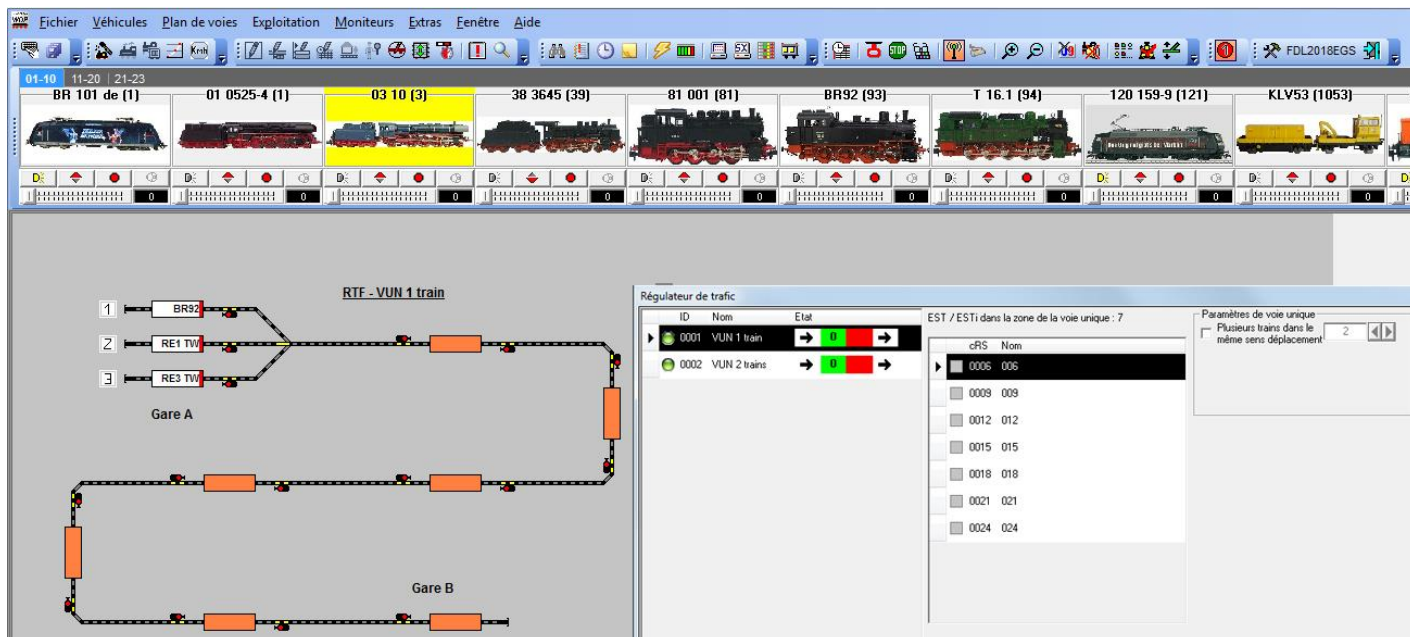 Fichier Véhicules Plan de voies Exploitation Moniteurs Extras Fenêtre Aide
FDL2018EGS
01-10 11-20 21-23
BR 101 de (1) 01 0525-4 (1) 03 10 (3) 38 3645 (39) 81 001 (81) BR92 (93) T 16.1 (94) 120 159-9 (121) KLV53 (1053)
0 0 0 0 0 0 0 0 0
RTF - VUN 1 train
1 BR92
2 RE1 TW
3 RE3 TW
Gare A
Gare B
Régulateur de trafic
ID Nom Etat
0001 VUN 1 train 0
0002 VUN 2 trains 0
EST / ESTi dans la zone de la voie unique : 7
cRS Nom
0006 006
0009 009
0012 012
0015 015
0018 018
0021 021
0024 024
Paramètres de voie unique
Plusieurs trains dans le
même sens déplacement
2